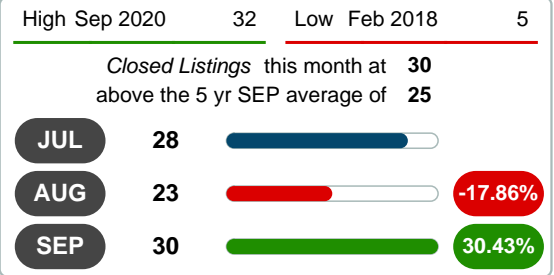 High Sep 2020 32 Low Feb 2018 5
Closed Listings this month at 30
above the 5 yr SEP average of 25
JUL 28
AUG 23 -17.86%
SEP 30 30.43%